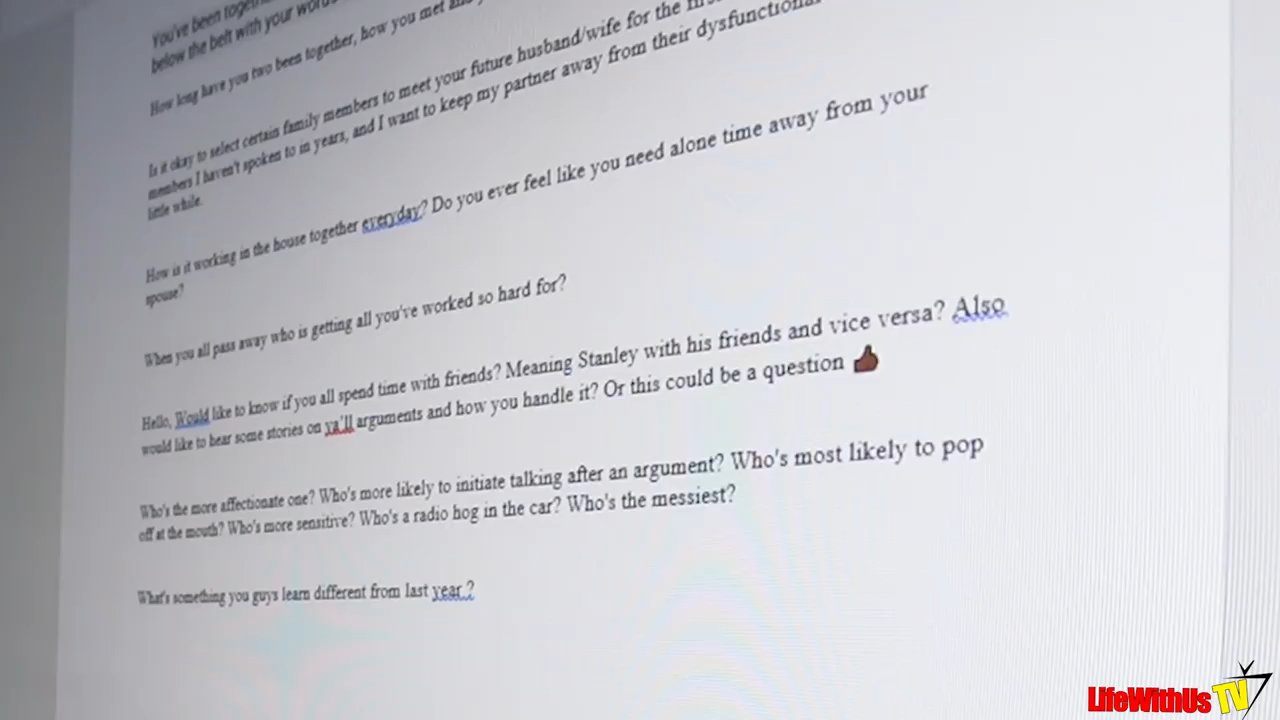 You've been together
below the belt with your words
How long have you two been together, how you met and
Is it okay to select certain family members to meet your future husband/wife for the
members I haven't spoken to in years, and I want to keep my partner away from their dysfunctional
little while.
How is it working in the house together everyday? Do you ever feel like you need alone time away from your
spouse?
When you all pass away who is getting all you've worked so hard for?
Hello, Would like to know if you all spend time with friends? Meaning Stanley with his friends and vice versa? Also
would like to hear some stories on ya'll arguments and how you handle it? Or this could be a question 👍🏿
Who's the more affectionate one? Who's more likely to initiate talking after an argument? Who's most likely to pop
off at the mouth? Who's more sensitive? Who's a radio hog in the car? Who's the messiest?
What's something you guys learn different from last year ?
LifeWithUs TV